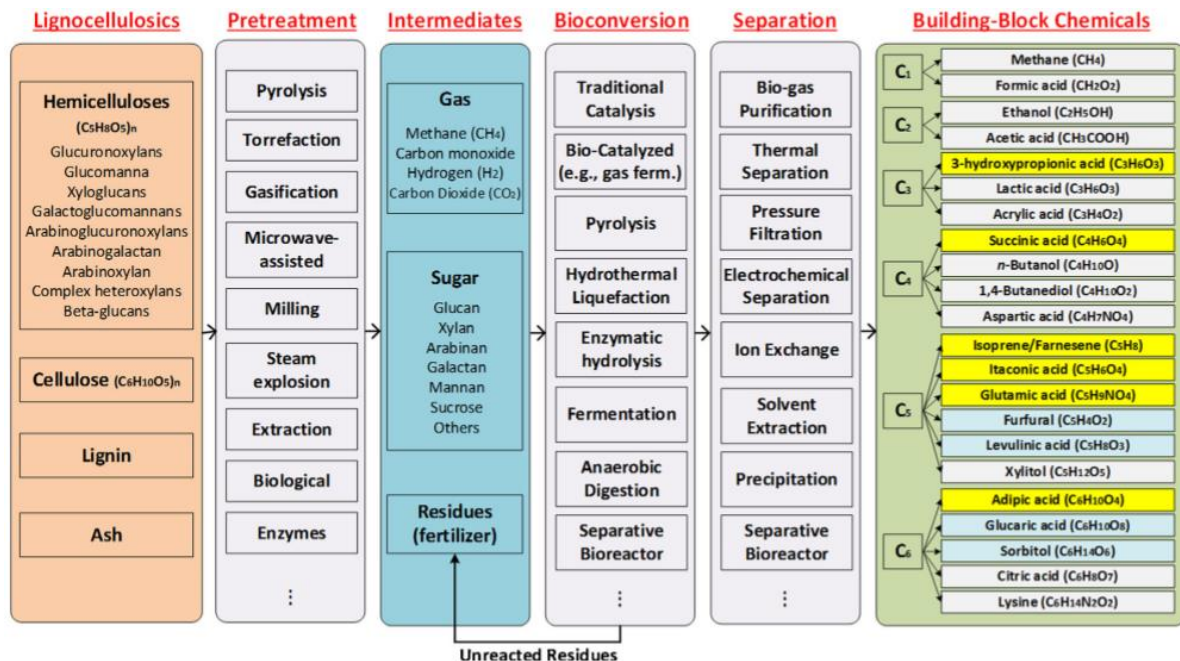 Lignocellulosics
Hemicelluloses
(C5H8O5)n
Glucuronoxylans
Glucomanna
Xyloglucans
Galactoglucomannans
Arabinoglucuronoxylans
Arabinogalactan
Arabinoxylan
Complex heteroxylans
Beta-glucans
Cellulose (C6H10O5)n
Lignin
Ash
Pretreatment
Pyrolysis
Torrefaction
Gasification
Microwave-
assisted
Milling
Steam
explosion
Extraction
Biological
Enzymes
⋮
Intermediates
Gas
Methane (CH4)
Carbon monoxide
Hydrogen (H2)
Carbon Dioxide (CO2)
Sugar
Glucan
Xylan
Arabinan
Galactan
Mannan
Sucrose
Others
Residues
(fertilizer)
Bioconversion
Traditional
Catalysis
Bio-Catalyzed
(e.g., gas ferm.)
Pyrolysis
Hydrothermal
Liquefaction
Enzymatic
hydrolysis
Fermentation
Anaerobic
Digestion
Separative
Bioreactor
⋮
Separation
Bio-gas
Purification
Thermal
Separation
Pressure
Filtration
Electrochemical
Separation
Ion Exchange
Solvent
Extraction
Precipitation
Separative
Bioreactor
⋮
Building-Block Chemicals
C1
Methane (CH4)
Formic acid (CH2O2)
C2
Ethanol (C2H5OH)
Acetic acid (CH3COOH)
C3
3-hydroxypropionic acid (C3H6O3)
Lactic acid (C3H6O3)
Acrylic acid (C3H4O2)
C4
Succinic acid (C4H6O4)
n-Butanol (C4H10O)
1,4-Butanediol (C4H10O2)
Aspartic acid (C4H7NO4)
C5
Isoprene/Farnesene (C5H8)
Itaconic acid (C5H6O4)
Glutamic acid (C5H9NO4)
Furfural (C5H4O2)
Levulinic acid (C5H8O3)
Xylitol (C5H12O5)
C6
Adipic acid (C6H10O4)
Glucaric acid (C6H10O8)
Sorbitol (C6H14O6)
Citric acid (C6H8O7)
Lysine (C6H14N2O2)
Unreacted Residues